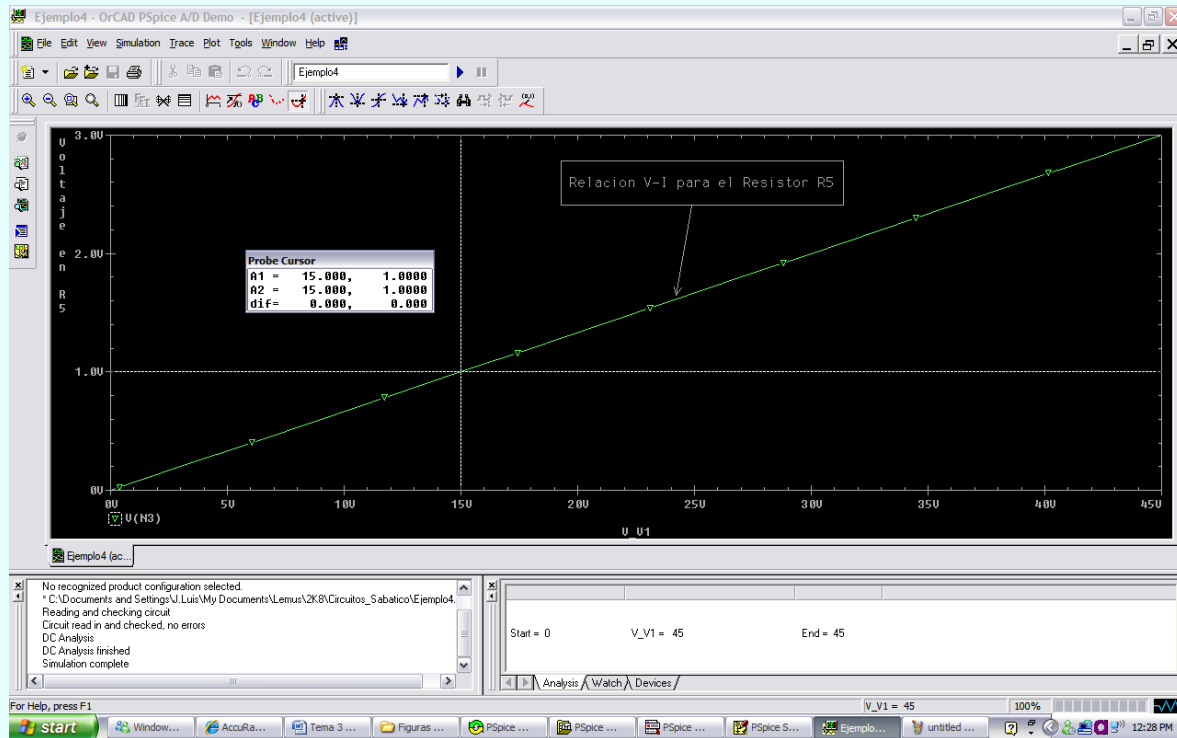 Ejemplo4 - OrCAD PSpice A/D Demo - [Ejemplo4 (active)]
File Edit View Simulation Trace Plot Tools Window Help
Ejemplo4
Voltaje en R5
3.0V
2.0V
1.0V
0V
Relacion V-I para el Resistor R5
Probe Cursor
A1 = 15.000, 1.0000
A2 = 15.000, 1.0000
dif= 0.000, 0.000
0V 5V 10V 15V 20V 25V 30V 35V 40V 45V
V(N3)
V_V1
Ejemplo4 (ac...
No recognized product configuration selected.
* C:\Documents and Settings\J.Luis\My Documents\Lemus\2K8\Circuitos_Sabatico\Ejemplo4.
Reading and checking circuit
Circuit read in and checked, no errors
DC Analysis
DC Analysis finished
Simulation complete
Start = 0 V_V1 = 45 End = 45
Analysis Watch Devices
For Help, press F1 V_V1 = 45 100%
start Window... AccuRa... Tema 3 ... Figuras ... PSpice ... PSpice ... PSpice ... PSpice S... Ejemplo... untitled ... 12:28 PM